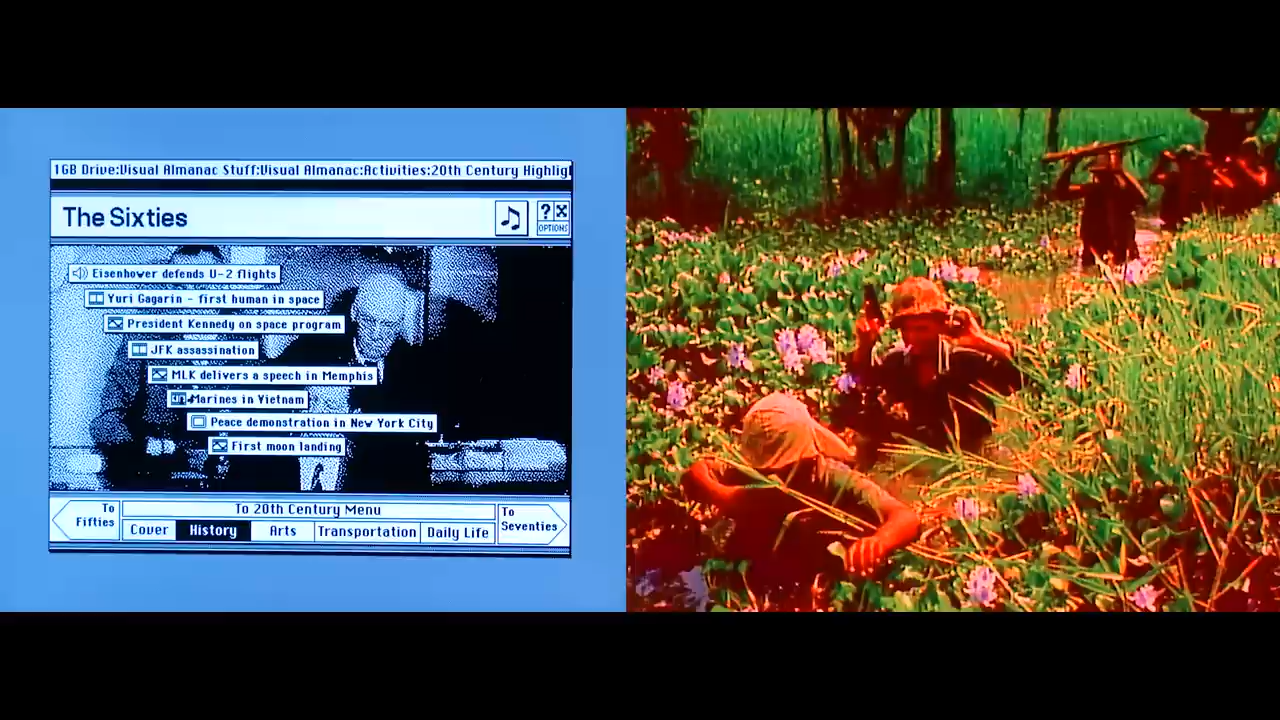 1GB Drive:Visual Almanac Stuff:Visual Almanac:Activities:20th Century Highlig
The Sixties
?
OPTIONS
Eisenhower defends U-2 flights
Yuri Gagarin - first human in space
President Kennedy on space program
JFK assassination
MLK delivers a speech in Memphis
Marines in Vietnam
Peace demonstration in New York City
First moon landing
To Fifties
To 20th Century Menu
Cover History Arts Transportation Daily Life
To Seventies